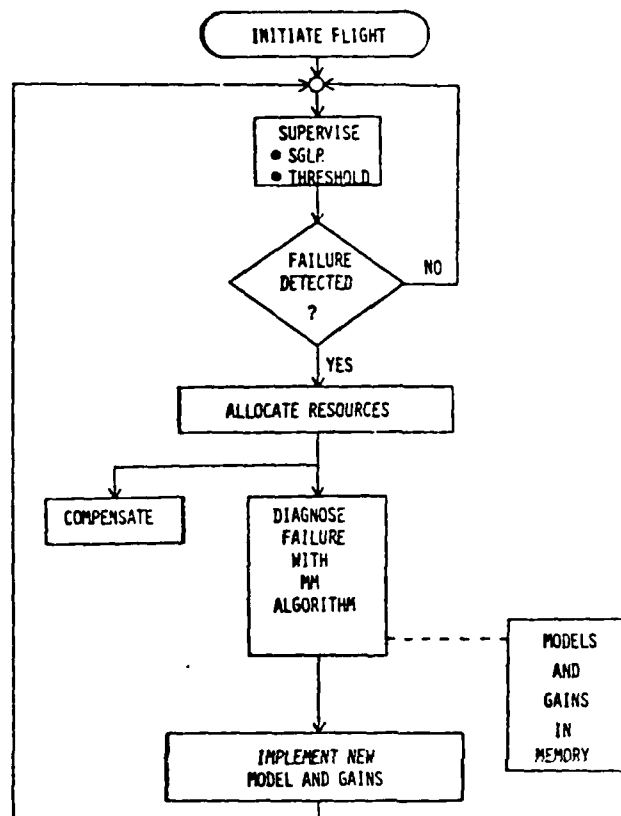 INITIATE FLIGHT
SUPERVISE
• SGLP.
• THRESHOLD
FAILURE
DETECTED
?
NO
YES
ALLOCATE RESOURCES
COMPENSATE
DIAGNOSE
FAILURE
WITH
MM
ALGORITHM
MODELS
AND
GAINS
IN
MEMORY
IMPLEMENT NEW
MODEL AND GAINS